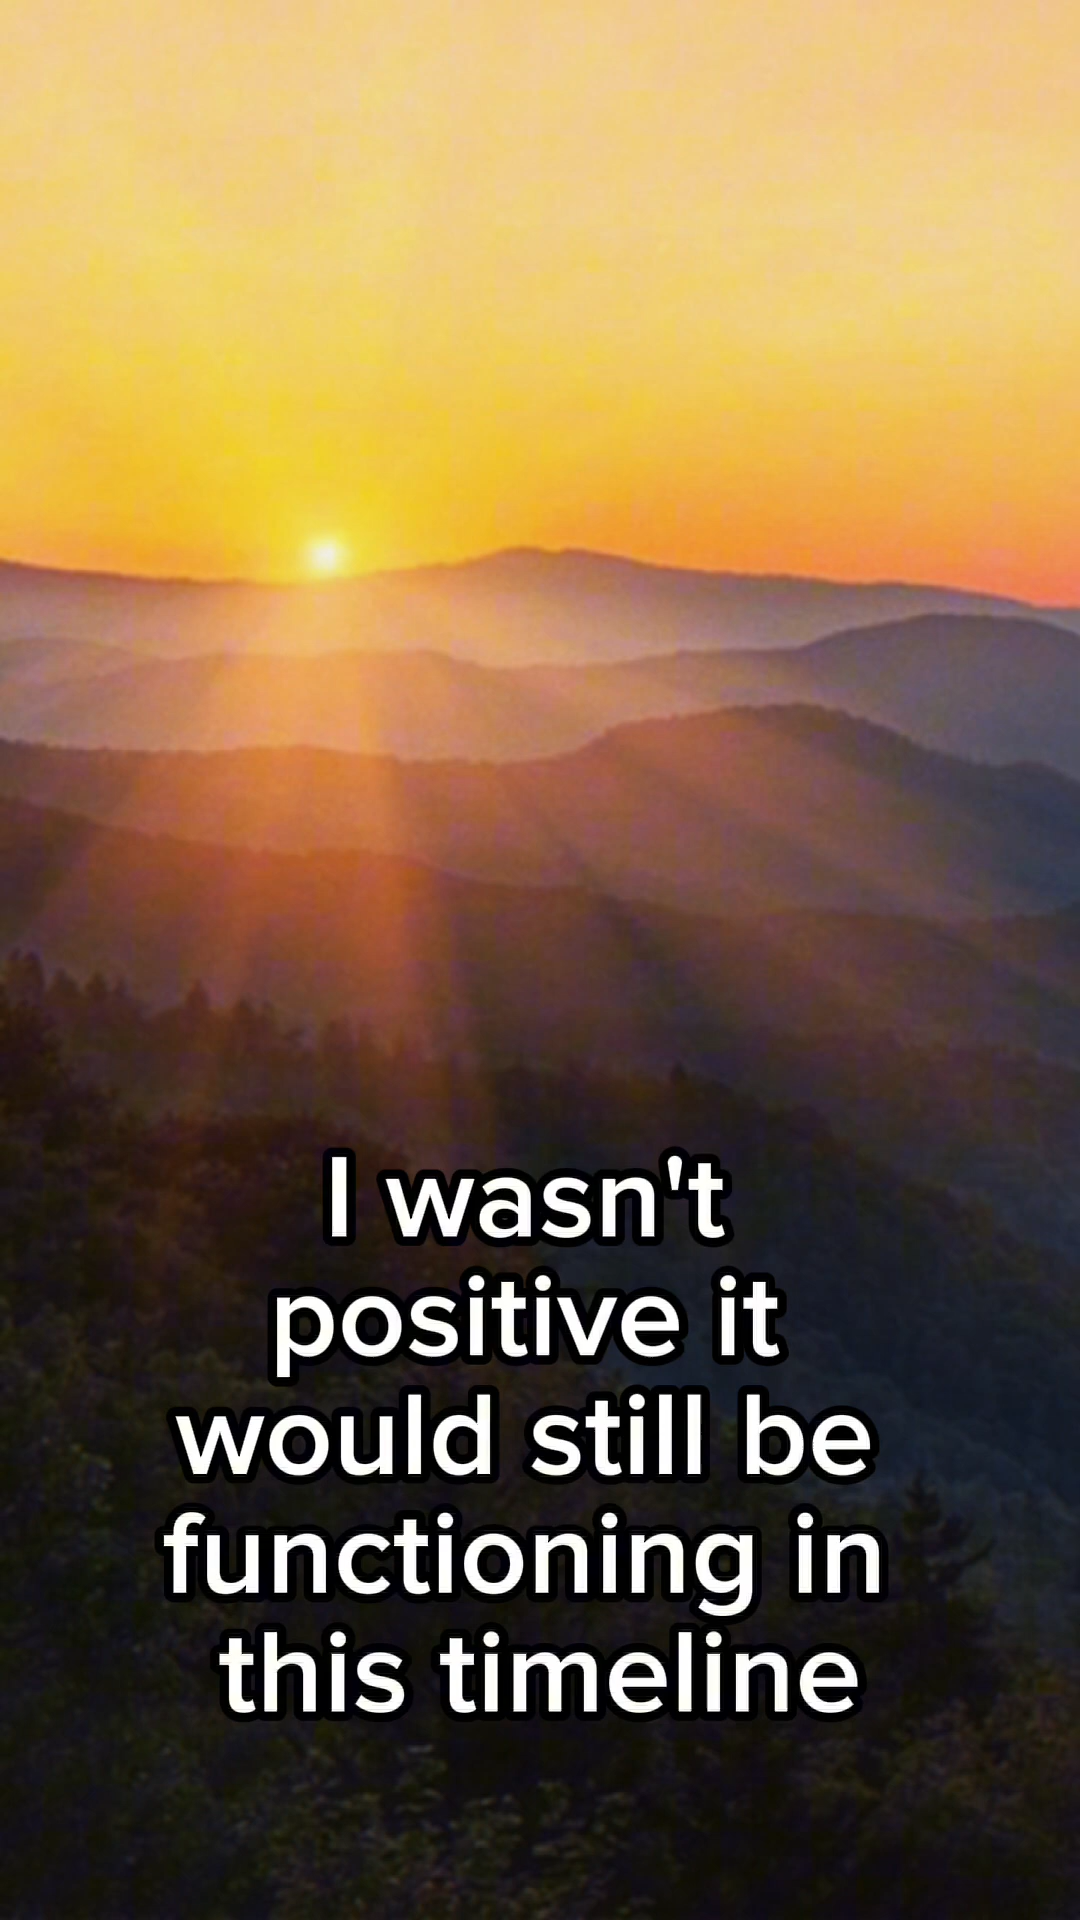 I wasn't
positive it
would still be
functioning in
this timeline